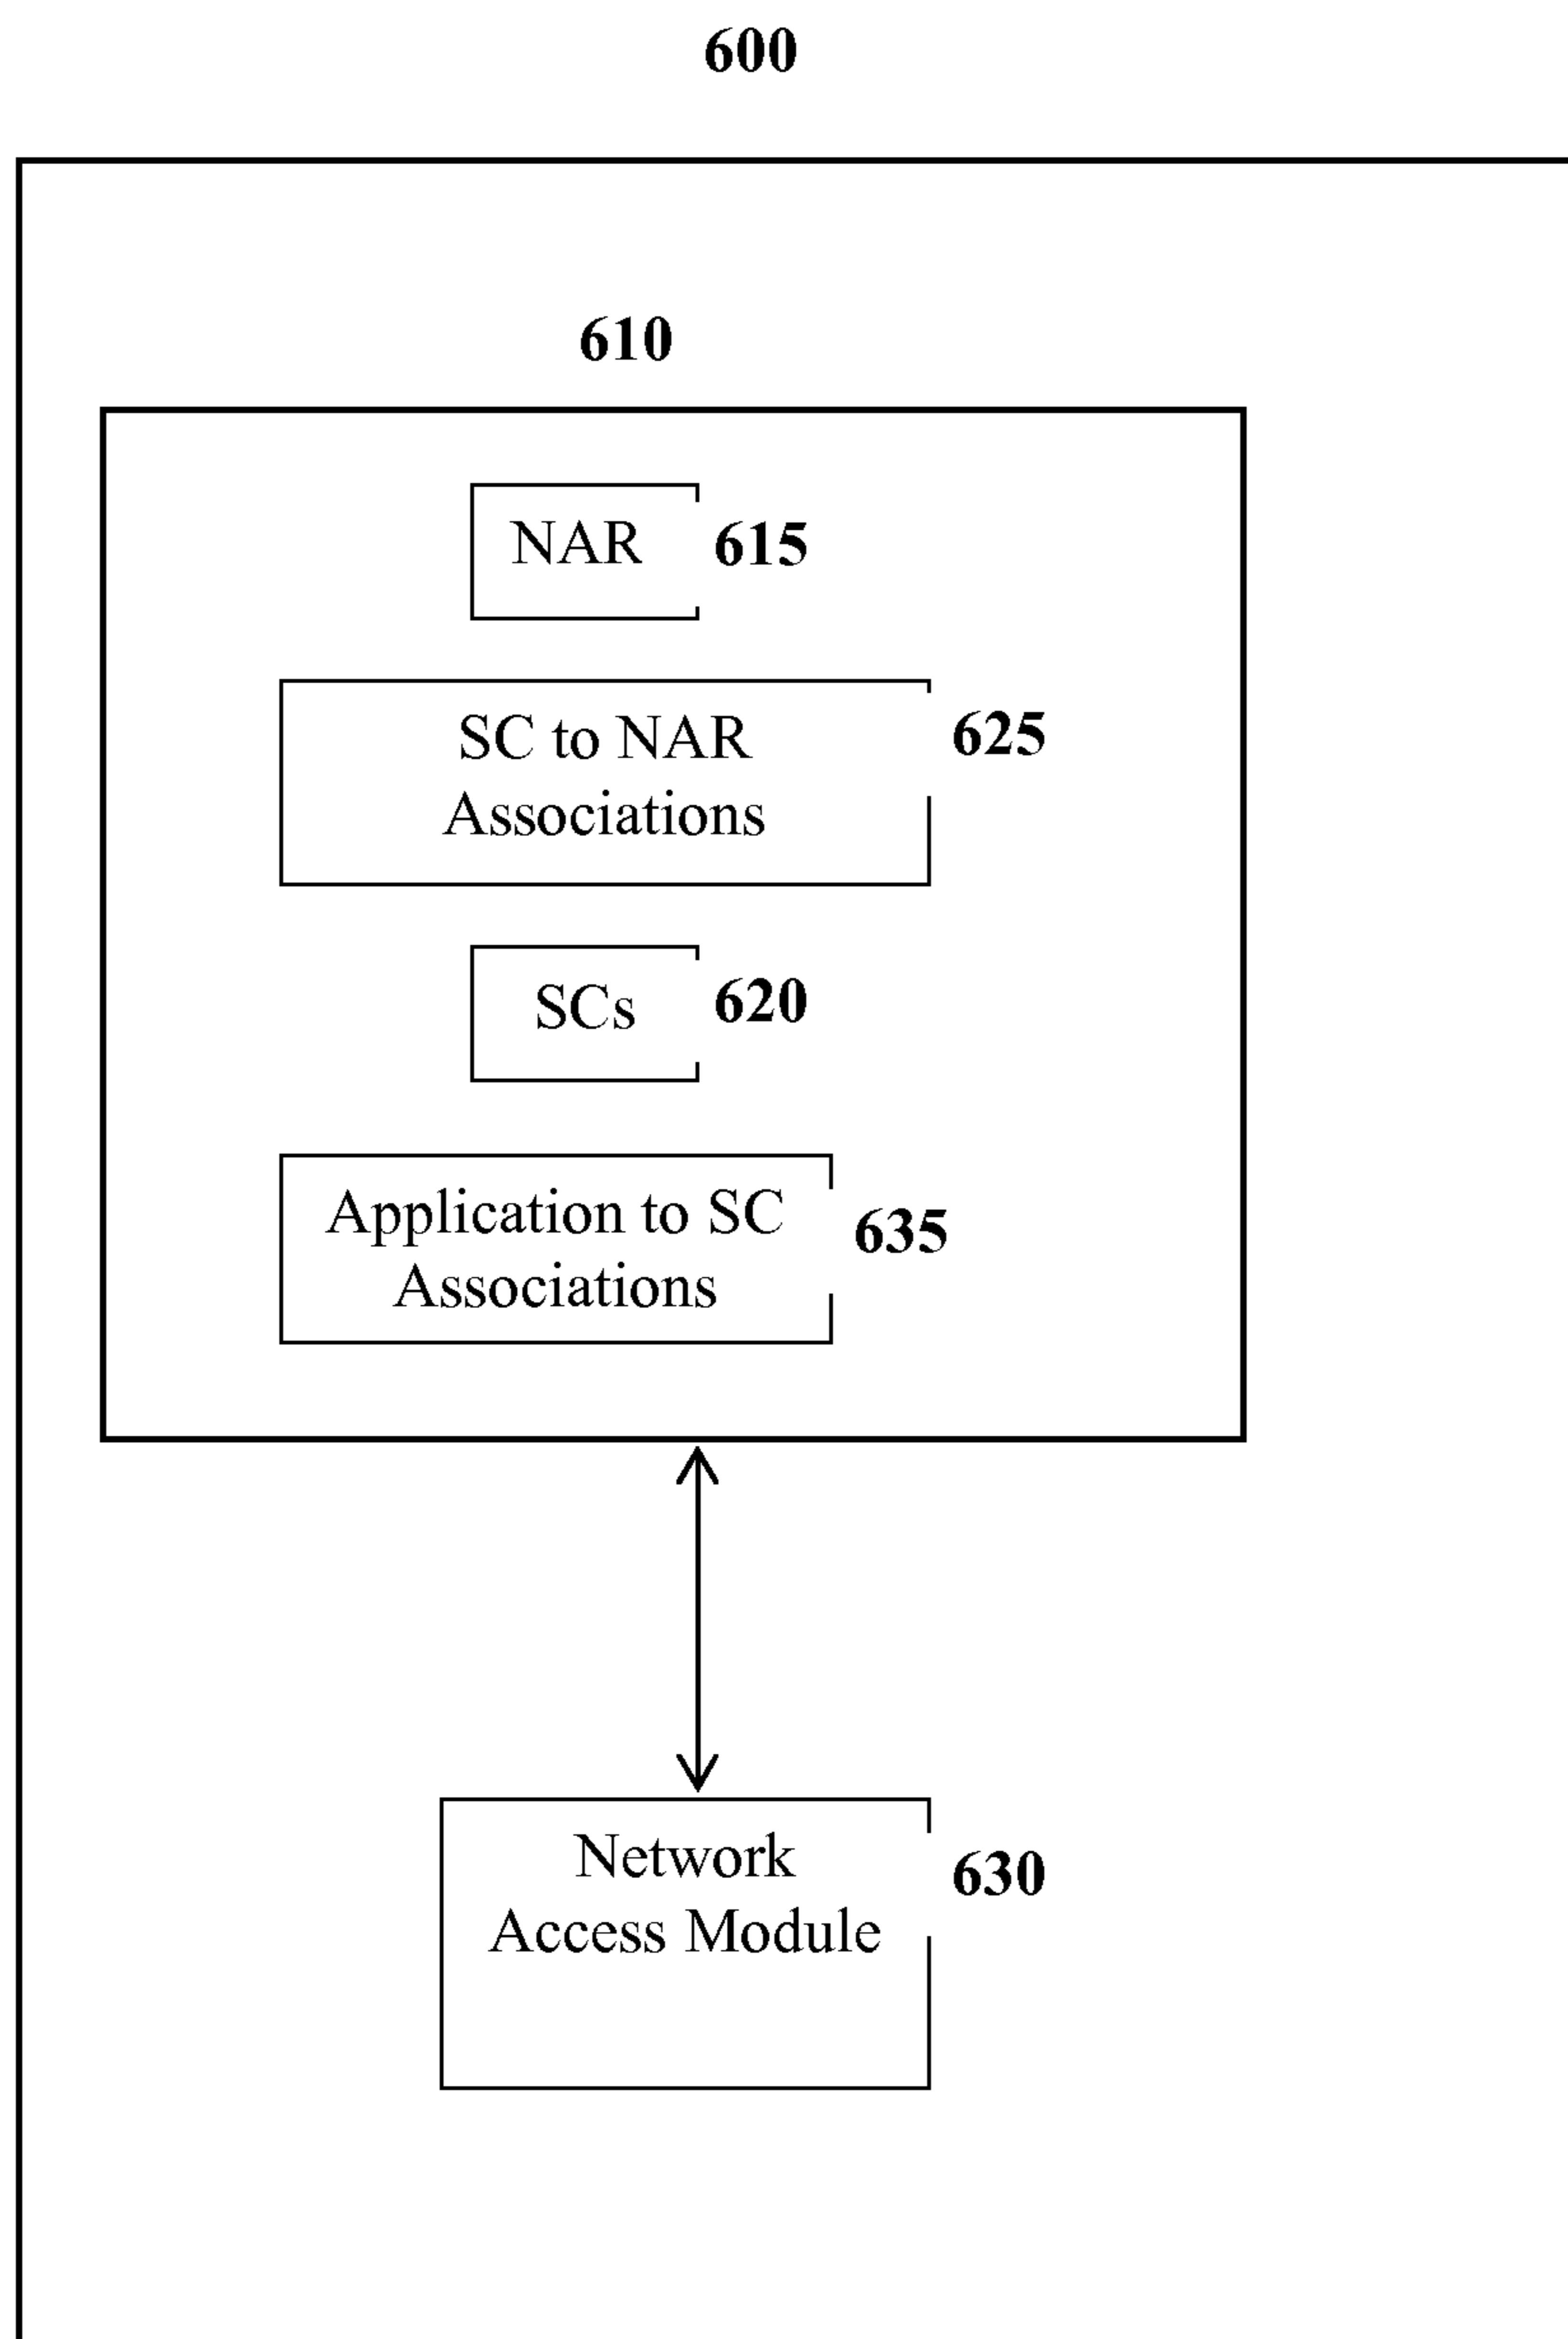 600
610
NAR 615
SC to NAR 625
Associations
SCs 620
Application to SC 635
Associations
Network 630
Access Module